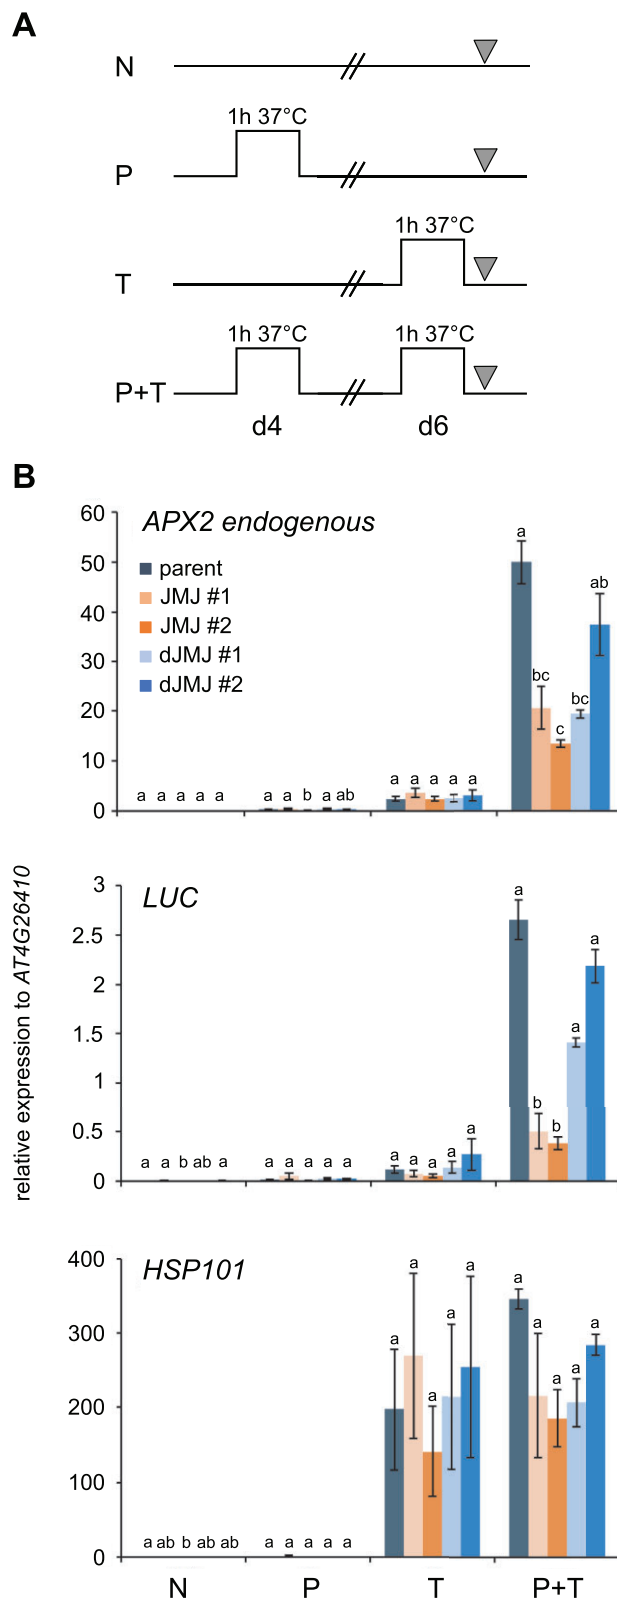 A
N
1h 37°C
P
1h 37°C
T
1h 37°C 1h 37°C
P+T
d4 d6
B
relative expression to AT4G26410
APX2 endogenous
parent
JMJ #1
JMJ #2
dJMJ #1
dJMJ #2
60
50
40
30
20
10
0
a a a a a
a a b a ab
a a a a a
a bc c bc ab
LUC
3
2.5
2
1.5
1
0.5
0
a a b ab a
a a a a a
a a a a a
a b b a a
HSP101
400
300
200
100
0
a ab b ab ab
a a a a a
a a a a a
a a a a a
N P T P+T